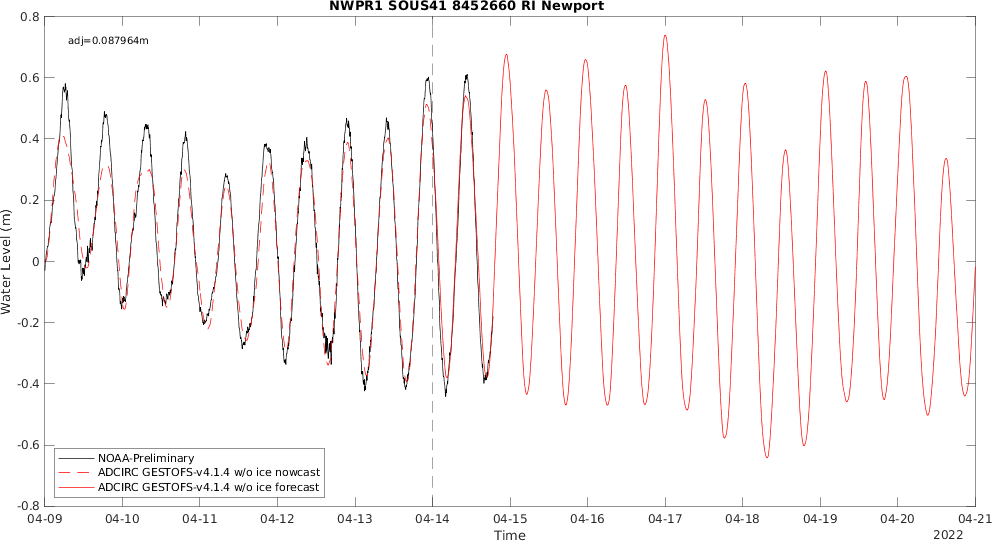 NWPR1 SOUS41 8452660 RI Newport
adj=0.087964m
0.8
0.6
0.4
0.2
0
-0.2
-0.4
-0.6
-0.8
Water Level (m)
NOAA-Preliminary
ADCIRC GESTOFS-v4.1.4 w/o ice nowcast
ADCIRC GESTOFS-v4.1.4 w/o ice forecast
04-09 04-10 04-11 04-12 04-13 04-14 04-15 04-16 04-17 04-18 04-19 04-20 04-21
Time
2022